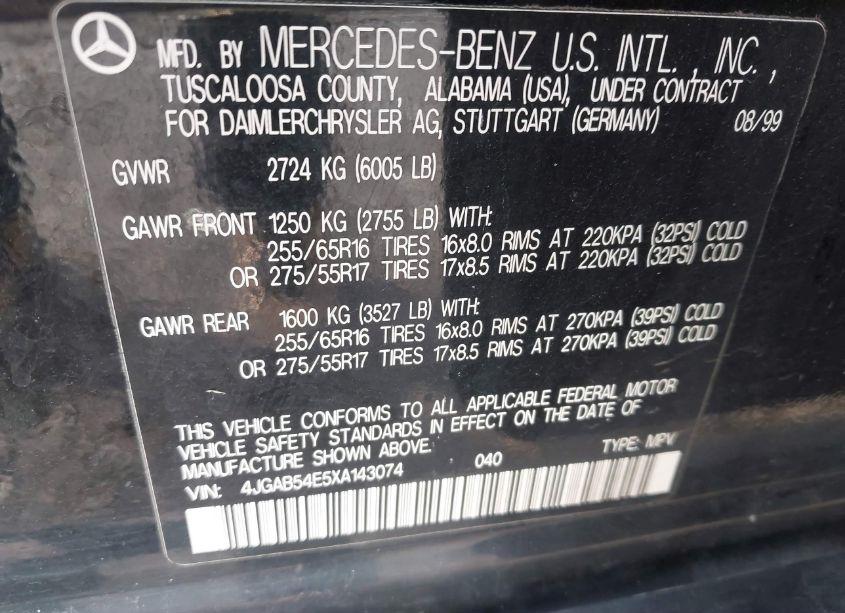 MFD. BY MERCEDES-BENZ U.S. INTL., INC.,
TUSCALOOSA COUNTY, ALABAMA (USA), UNDER CONTRACT
FOR DAIMLERCHRYSLER AG, STUTTGART (GERMANY) 08/99
GVWR 2724 KG (6005 LB)
GAWR FRONT 1250 KG (2755 LB) WITH:
255/65R16 TIRES 16x8.0 RIMS AT 220KPA (32PSI) COLD
OR 275/55R17 TIRES 17x8.5 RIMS AT 220KPA (32PSI) COLD
GAWR REAR 1600 KG (3527 LB) WITH:
255/65R16 TIRES 16x8.0 RIMS AT 270KPA (39PSI) COLD
OR 275/55R17 TIRES 17x8.5 RIMS AT 270KPA (39PSI) COLD
THIS VEHICLE CONFORMS TO ALL APPLICABLE FEDERAL MOTOR
VEHICLE SAFETY STANDARDS IN EFFECT ON THE DATE OF
MANUFACTURE SHOWN ABOVE.
VIN: 4JGAB54E5XA143074 040 TYPE: MPV